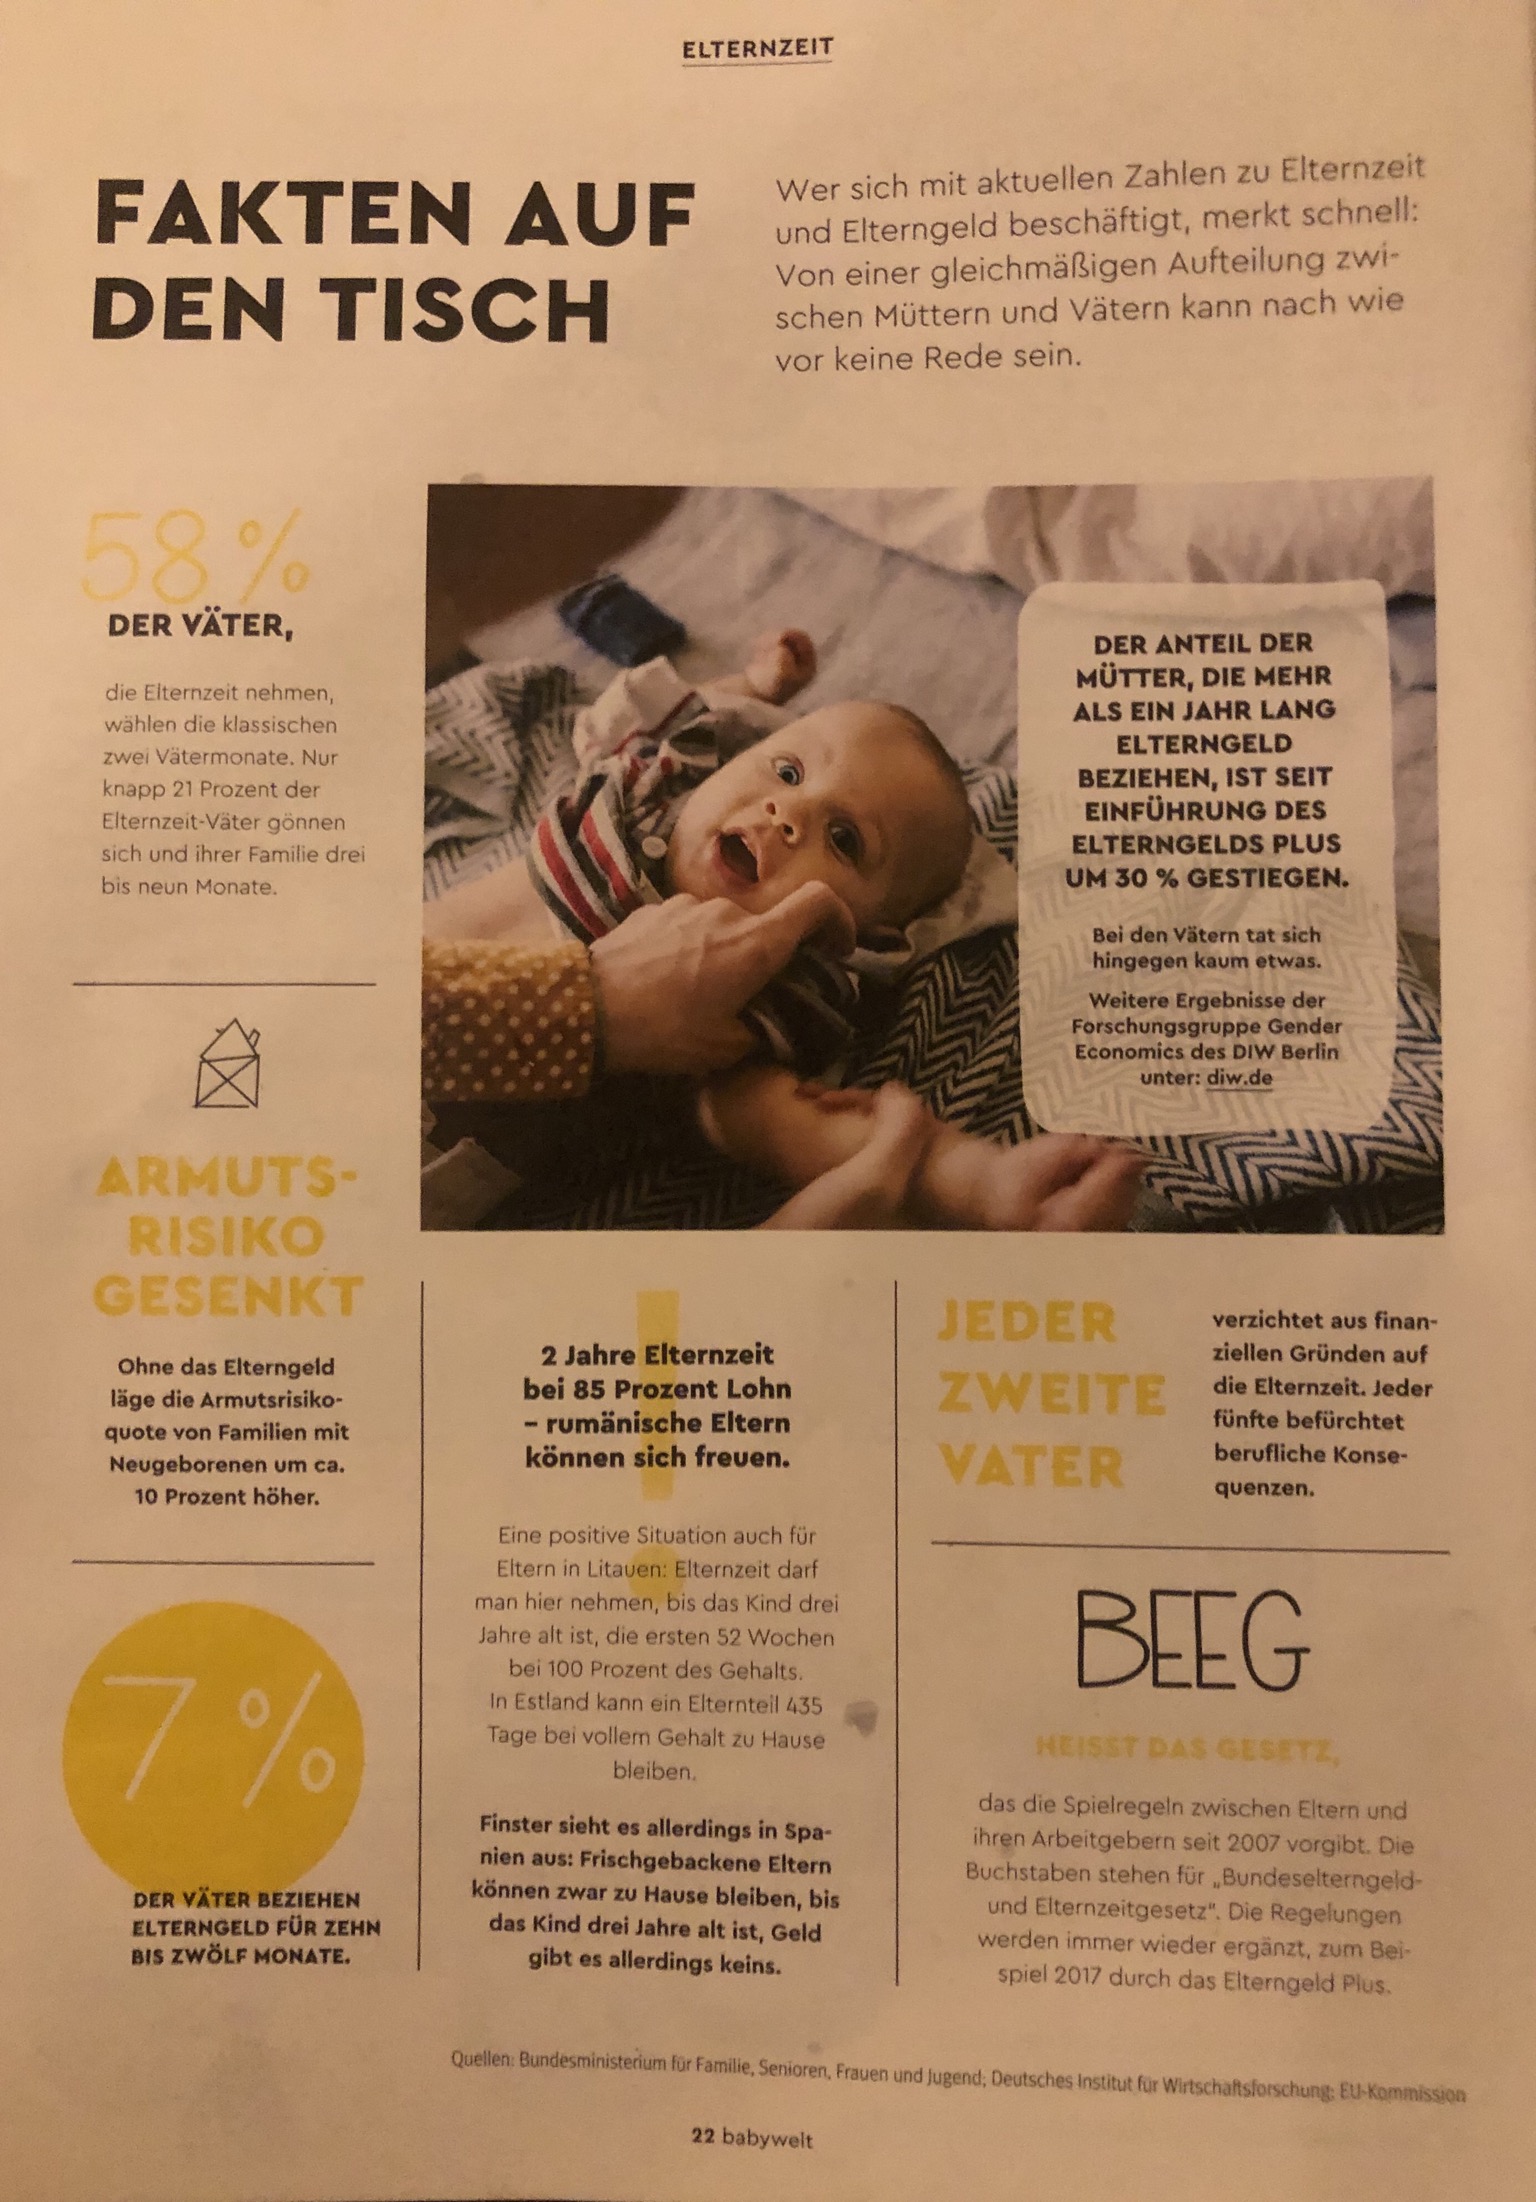 ELTERNZEIT
FAKTEN AUF
DEN TISCH
Wer sich mit aktuellen Zahlen zu Elternzeit
und Elterngeld beschäftigt, merkt schnell:
Von einer gleichmäßigen Aufteilung zwi-
schen Müttern und Vätern kann nach wie
vor keine Rede sein.
58 %
DER VÄTER,
die Elternzeit nehmen,
wählen die klassischen
zwei Vätermonate. Nur
knapp 21 Prozent der
Elternzeit-Väter gönnen
sich und ihrer Familie drei
bis neun Monate.
DER ANTEIL DER
MÜTTER, DIE MEHR
ALS EIN JAHR LANG
ELTERNGELD
BEZIEHEN, IST SEIT
EINFÜHRUNG DES
ELTERNGELDS PLUS
UM 30 % GESTIEGEN.
Bei den Vätern tat sich
hingegen kaum etwas.
Weitere Ergebnisse der
Forschungsgruppe Gender
Economics des DIW Berlin
unter: diw.de
ARMUTS-
RISIKO
GESENKT
Ohne das Elterngeld
läge die Armutsrisiko-
quote von Familien mit
Neugeborenen um ca.
10 Prozent höher.
7 %
DER VÄTER BEZIEHEN
ELTERNGELD FÜR ZEHN
BIS ZWÖLF MONATE.
!
2 Jahre Elternzeit
bei 85 Prozent Lohn
– rumänische Eltern
können sich freuen.
Eine positive Situation auch für
Eltern in Litauen: Elternzeit darf
man hier nehmen, bis das Kind drei
Jahre alt ist, die ersten 52 Wochen
bei 100 Prozent des Gehalts.
In Estland kann ein Elternteil 435
Tage bei vollem Gehalt zu Hause
bleiben.
Finster sieht es allerdings in Spa-
nien aus: Frischgebackene Eltern
können zwar zu Hause bleiben, bis
das Kind drei Jahre alt ist, Geld
gibt es allerdings keins.
JEDER
ZWEITE
VATER
verzichtet aus finan-
ziellen Gründen auf
die Elternzeit. Jeder
fünfte befürchtet
berufliche Konse-
quenzen.
BEEG
HEISST DAS GESETZ,
das die Spielregeln zwischen Eltern und
ihren Arbeitgebern seit 2007 vorgibt. Die
Buchstaben stehen für „Bundeselterngeld-
und Elternzeitgesetz“. Die Regelungen
werden immer wieder ergänzt, zum Bei-
spiel 2017 durch das Elterngeld Plus.
Quellen: Bundesministerium für Familie, Senioren, Frauen und Jugend; Deutsches Institut für Wirtschaftsforschung; EU-Kommission
22 babywelt